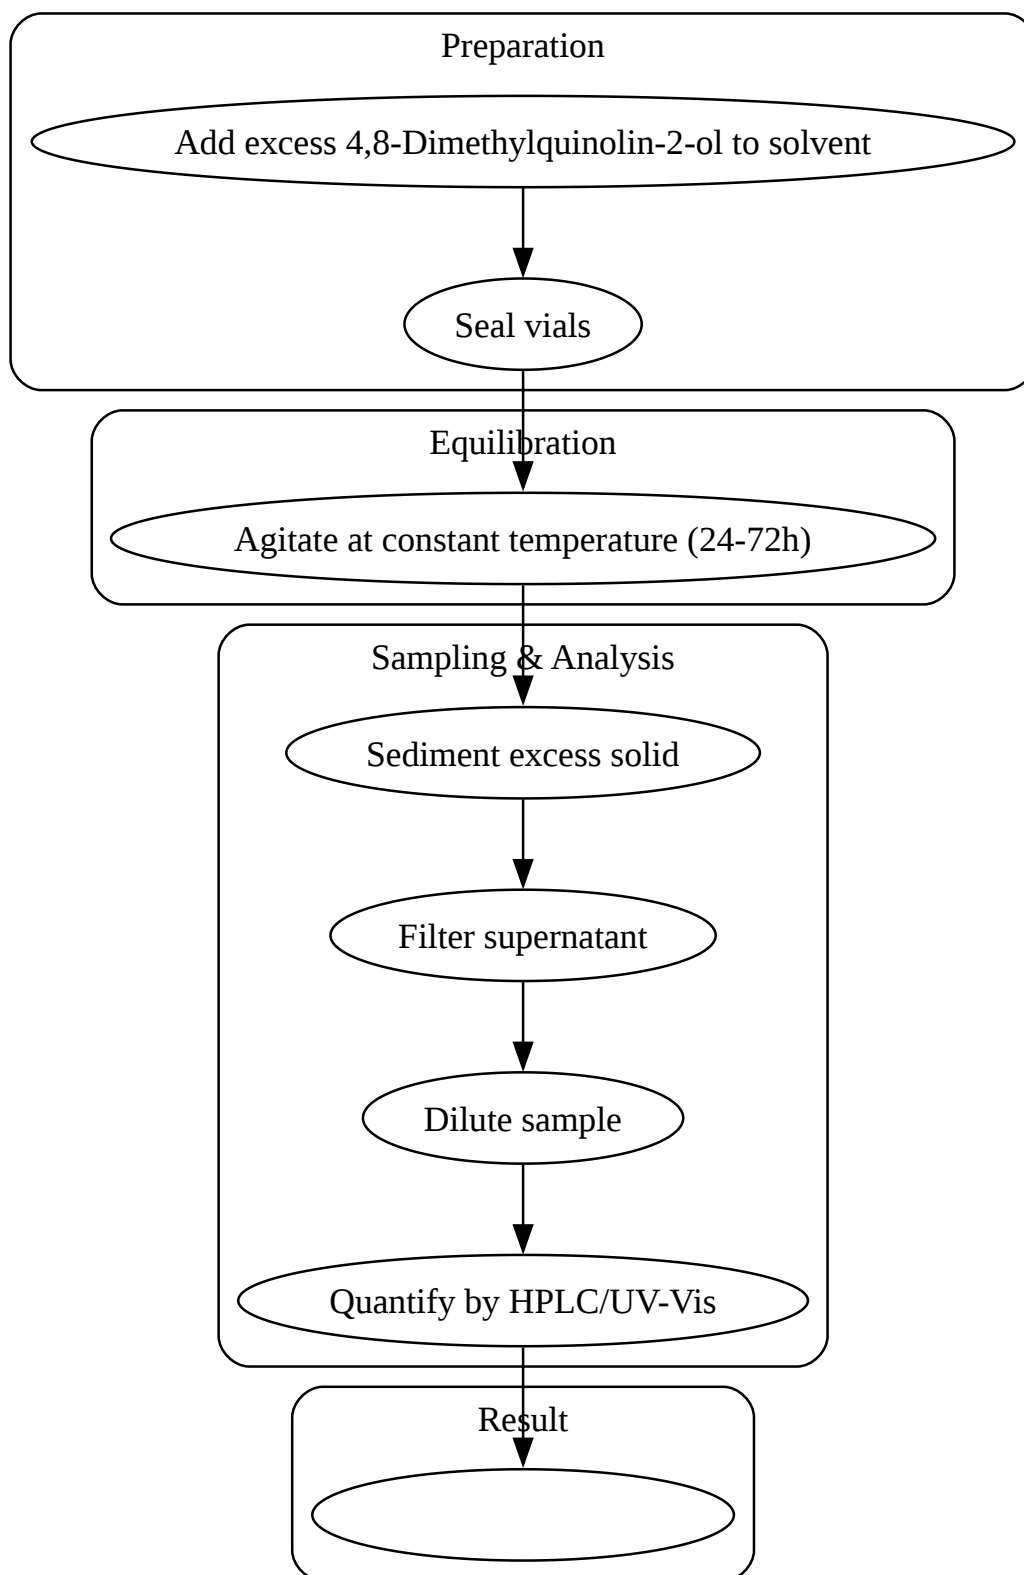 Preparation
Add excess 4,8-Dimethylquinolin-2-ol to solvent
Seal vials
Equilibration
Agitate at constant temperature (24-72h)
Sampling & Analysis
Sediment excess solid
Filter supernatant
Dilute sample
Quantify by HPLC/UV-Vis
Result